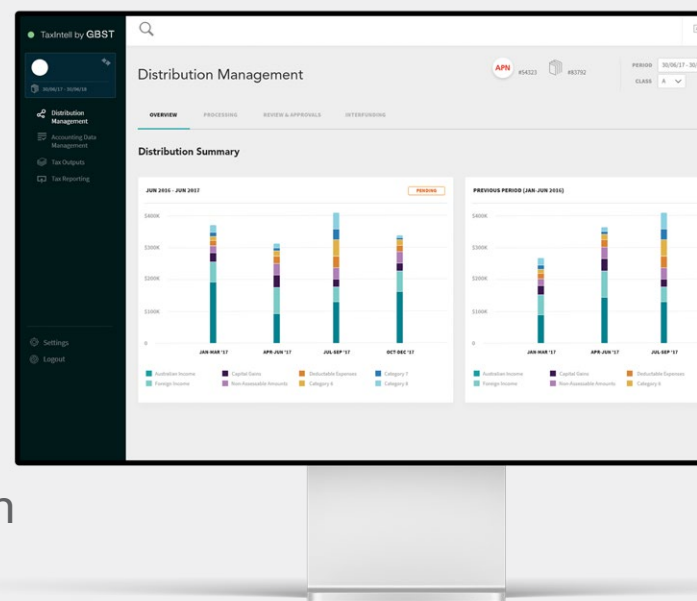 TaxIntell by GBST
30/06/17 - 30/06/18
Distribution
Management
Accounting Data
Management
Tax Outputs
Tax Reporting
Settings
Logout
Distribution Management
APN #54323 #83792
PERIOD 30/06/17 - 30/
CLASS A
OVERVIEW PROCESSING REVIEW & APPROVALS INTERFUNDING
Distribution Summary
JUN 2016 - JUN 2017 PENDING
$400K
$300K
$200K
$100K
0
JAN-MAR '17 APR-JUN '17 JUL-SEP '17 OCT-DEC '17
Australian Income Capital Gains Deductable Expenses Category 7
Foreign Income Non-Assessable Amounts Category 6 Category 8
PREVIOUS PERIOD (JAN-JUN 2016)
$400K
$300K
$200K
$100K
0
JAN-MAR '17 APR-JUN '17 JUL-SEP '17
Australian Income Capital Gains Deductable Expenses
Foreign Income Non-Assessable Amounts Category 6
n